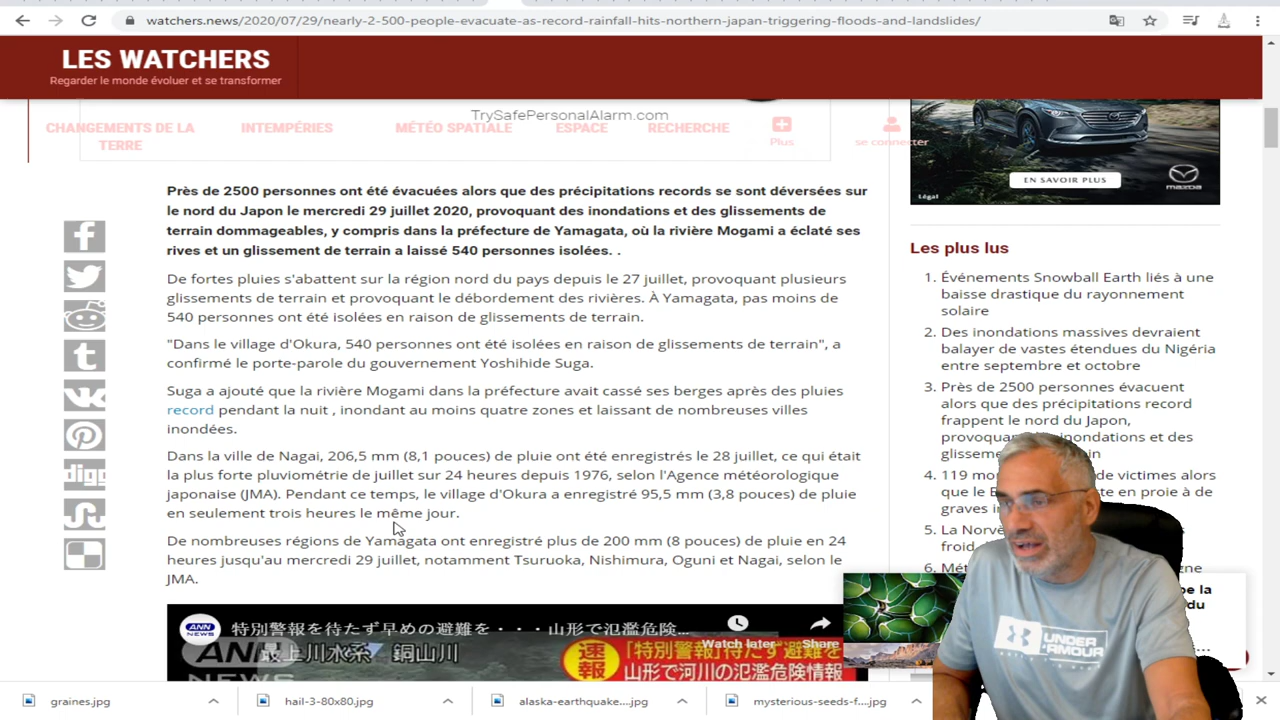 watchers.news/2020/07/29/nearly-2-500-people-evacuate-as-record-rainfall-hits-northern-japan-triggering-floods-and-landslides/
LES WATCHERS
Regarder le monde évoluer et se transformer
TrySafePersonalAlarm.com
CHANGEMENTS DE LA
TERRE
INTEMPÉRIES
MÉTÉO SPATIALE
ESPACE
RECHERCHE
Plus
se connecter
EN SAVOIR PLUS
mazda
Légal
Près de 2500 personnes ont été évacuées alors que des précipitations records se sont déversées sur
le nord du Japon le mercredi 29 juillet 2020, provoquant des inondations et des glissements de
terrain dommageables, y compris dans la préfecture de Yamagata, où la rivière Mogami a éclaté ses
rives et un glissement de terrain a laissé 540 personnes isolées. .
De fortes pluies s'abattent sur la région nord du pays depuis le 27 juillet, provoquant plusieurs
glissements de terrain et provoquant le débordement des rivières. À Yamagata, pas moins de
540 personnes ont été isolées en raison de glissements de terrain.
"Dans le village d'Okura, 540 personnes ont été isolées en raison de glissements de terrain", a
confirmé le porte-parole du gouvernement Yoshihide Suga.
Suga a ajouté que la rivière Mogami dans la préfecture avait cassé ses berges après des pluies
record pendant la nuit , inondant au moins quatre zones et laissant de nombreuses villes
inondées.
Dans la ville de Nagai, 206,5 mm (8,1 pouces) de pluie ont été enregistrés le 28 juillet, ce qui était
la plus forte pluviométrie de juillet sur 24 heures depuis 1976, selon l'Agence météorologique
japonaise (JMA). Pendant ce temps, le village d'Okura a enregistré 95,5 mm (3,8 pouces) de pluie
en seulement trois heures le même jour.
De nombreuses régions de Yamagata ont enregistré plus de 200 mm (8 pouces) de pluie en 24
heures jusqu'au mercredi 29 juillet, notamment Tsuruoka, Nishimura, Oguni et Nagai, selon le
JMA.
digg
Les plus lus
1. Événements Snowball Earth liés à une
baisse drastique du rayonnement
solaire
2. Des inondations massives devraient
balayer de vastes étendues du Nigéria
entre septembre et octobre
3. Près de 2500 personnes évacuent
alors que des précipitations record
frappent le nord du Japon,
inondations et des
4. 119 de victimes alors
que le en proie à de
graves
5. La
froid,
6.
ANN
NEWS
特別警報を待たず早めの避難を・・・山形で氾濫危険...
Watch later
Share
ANN
NEWS
最上川水系 銅山川
速報
「特別警報」待たず避難を
山形で河川の氾濫危険情報
UNDER
ARMOUR
graines.jpg
hail-3-80x80.jpg
alaska-earthquake....jpg
mysterious-seeds-f....jpg